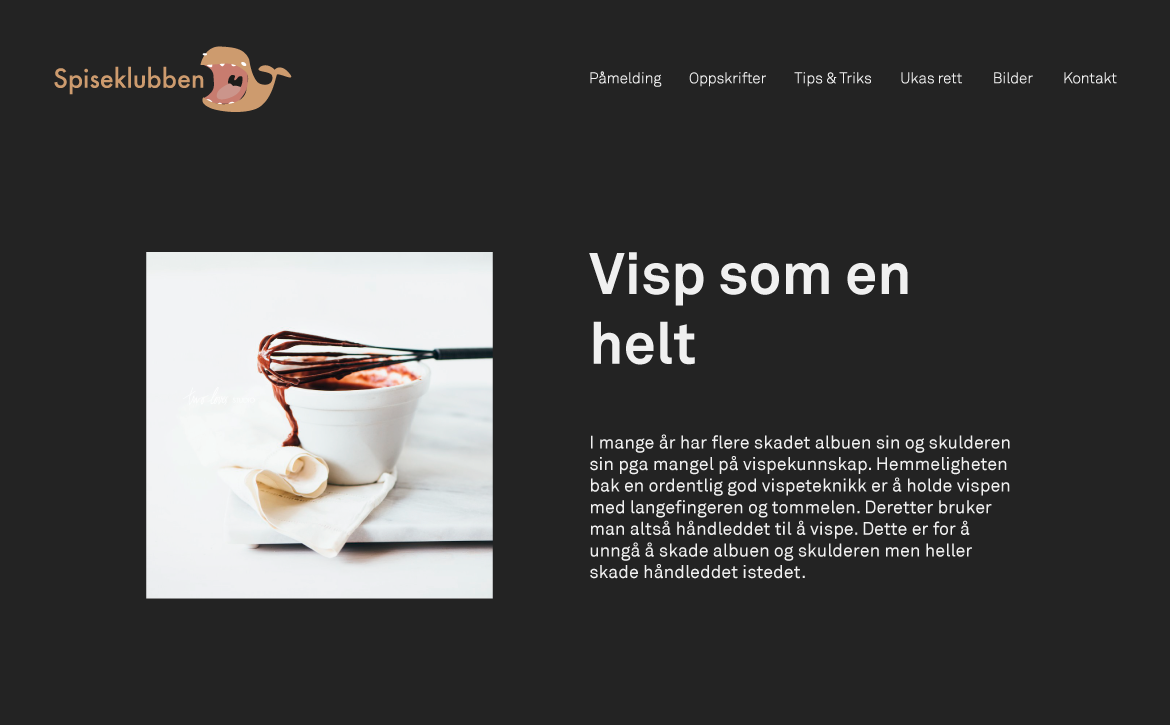 Spiseklubben
Påmelding Oppskrifter Tips & Triks Ukas rett Bilder Kontakt
Visp som en
helt
I mange år har flere skadet albuen sin og skulderen
sin pga mangel på vispekunnskap. Hemmeligheten
bak en ordentlig god vispeteknikk er å holde vispen
med langefingeren og tommelen. Deretter bruker
man altså håndleddet til å vispe. Dette er for å
unngå å skade albuen og skulderen men heller
skade håndleddet istedet.